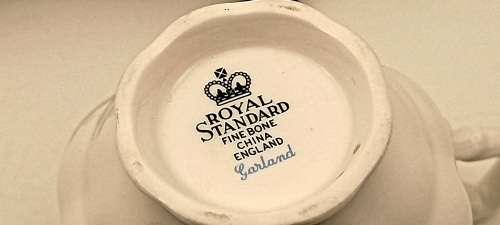 ROYAL
STANDARD
FINE BONE
CHINA
ENGLAND
Garland